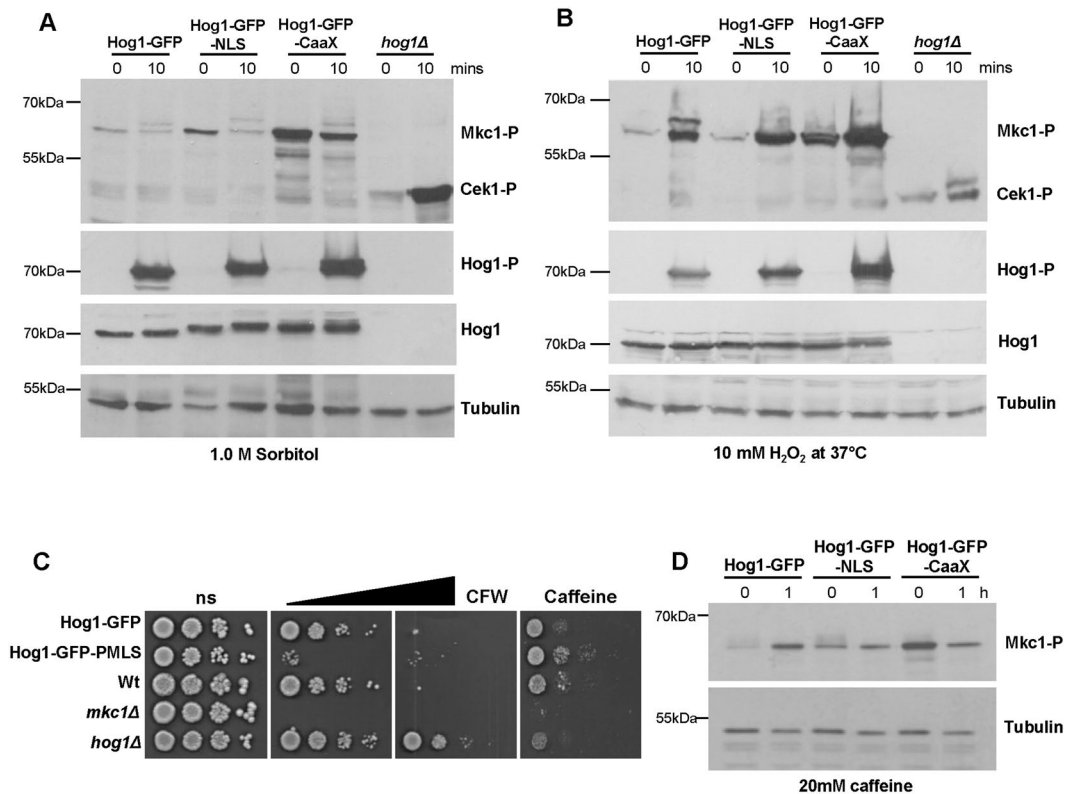 A
Hog1-GFP
Hog1-GFP
-NLS
Hog1-GFP
-CaaX
hog1Δ
0 10 0 10 0 10 0 10 mins
70kDa
Mkc1-P
55kDa
Cek1-P
70kDa
Hog1-P
70kDa
Hog1
55kDa
Tubulin
1.0 M Sorbitol
B
Hog1-GFP
Hog1-GFP
-NLS
Hog1-GFP
-CaaX
hog1Δ
0 10 0 10 0 10 0 10 mins
70kDa
Mkc1-P
55kDa
Cek1-P
70kDa
Hog1-P
70kDa
Hog1
55kDa
Tubulin
10 mM H₂O₂ at 37°C
C
ns CFW Caffeine
Hog1-GFP
Hog1-GFP-PMLS
Wt
mkc1Δ
hog1Δ
D
Hog1-GFP
Hog1-GFP
-NLS
Hog1-GFP
-CaaX
0 1 0 1 0 1 h
70kDa
Mkc1-P
55kDa
Tubulin
20mM caffeine